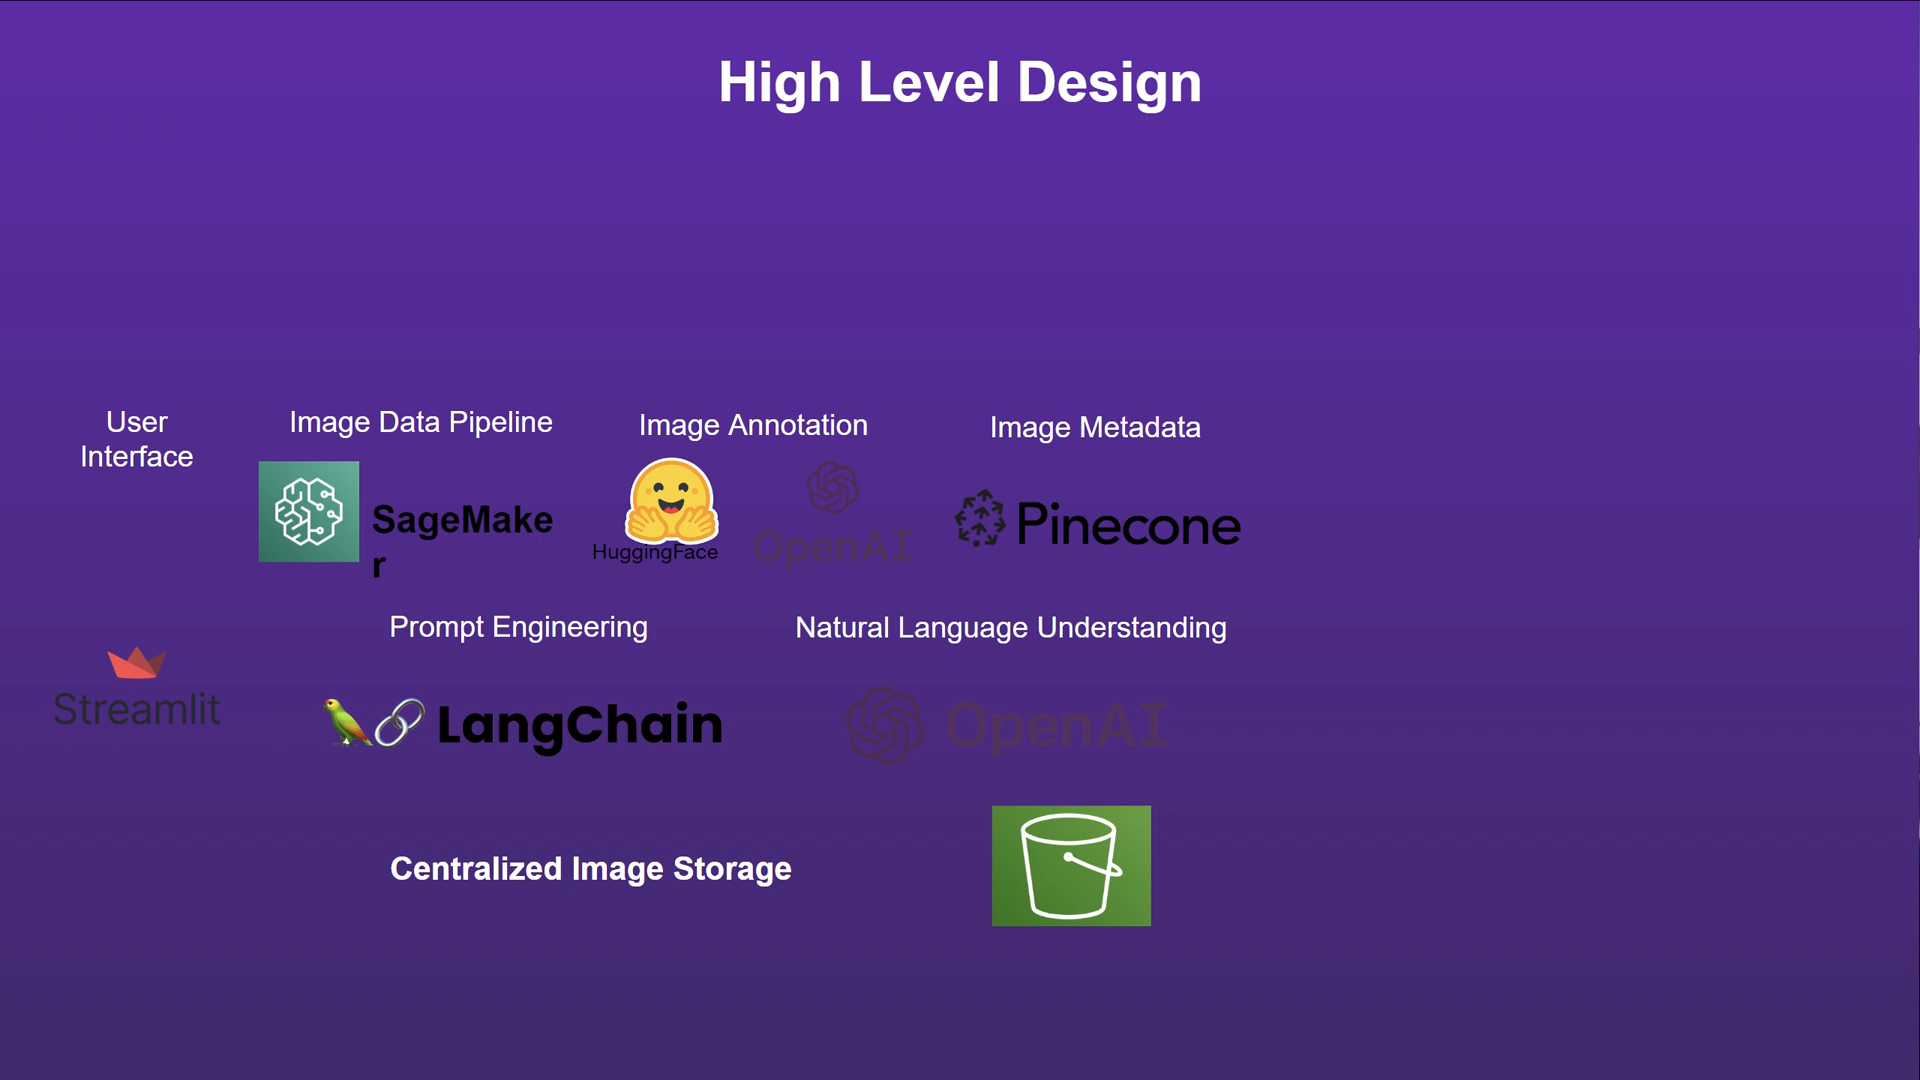 High Level Design
User
Interface
Image Data Pipeline
Image Annotation
Image Metadata
SageMake
r
HuggingFace
OpenAI
Pinecone
Prompt Engineering
Natural Language Understanding
Streamlit
LangChain
OpenAI
Centralized Image Storage